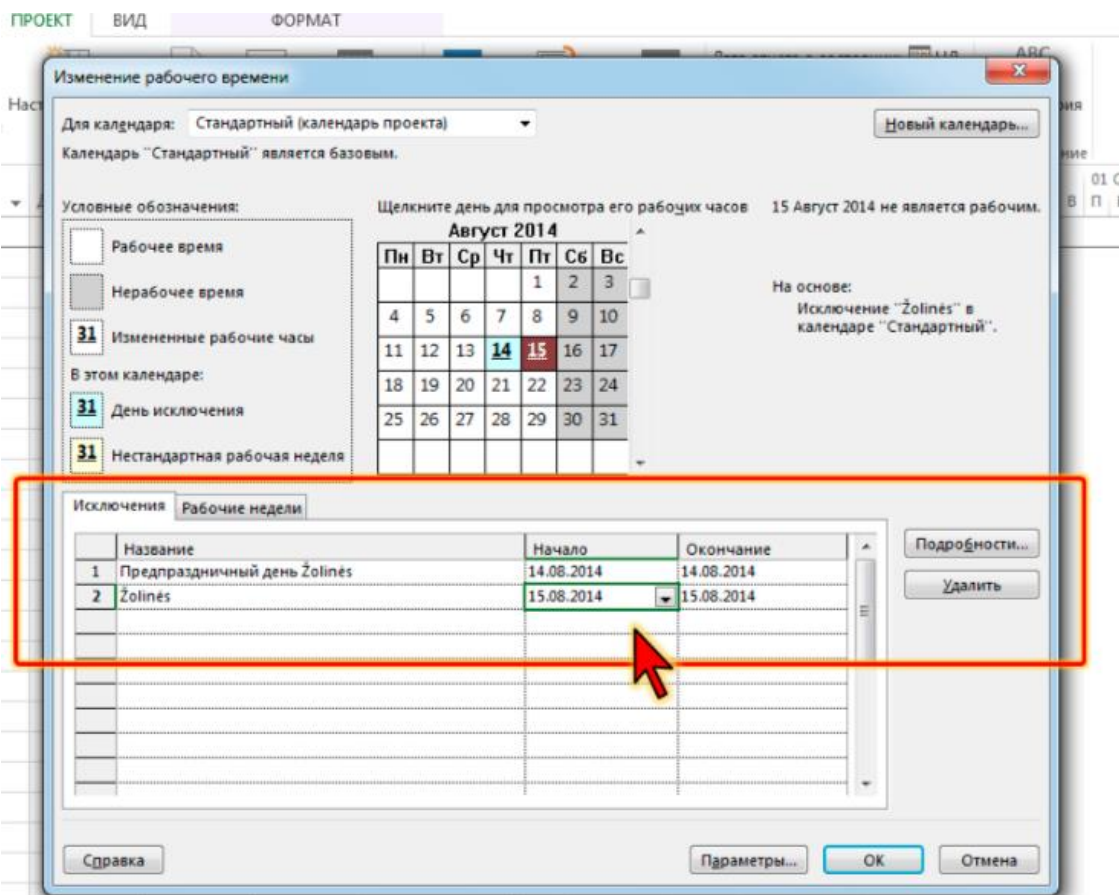 ПРОЕКТ ВИД ФОРМАТ
Изменение рабочего времени
Для календаря: Стандартный (календарь проекта) Новый календарь...
Календарь "Стандартный" является базовым.
Условные обозначения: Щелкните день для просмотра его рабочих часов 15 Август 2014 не является рабочим.
Рабочее время
Нерабочее время
31 Измененные рабочие часы
В этом календаре:
31 День исключения
31 Нестандартная рабочая неделя
Август 2014
Пн Вт Ср Чт Пт Сб Вс
1 2 3
4 5 6 7 8 9 10
11 12 13 14 15 16 17
18 19 20 21 22 23 24
25 26 27 28 29 30 31
На основе:
Исключение "Žolinės" в
календаре "Стандартный".
Исключения Рабочие недели
Название Начало Окончание
1 Предпраздничный день Žolinės 14.08.2014 14.08.2014
2 Žolinės 15.08.2014 15.08.2014
Подробности...
Удалить
Справка Параметры... ОК Отмена
01
В П